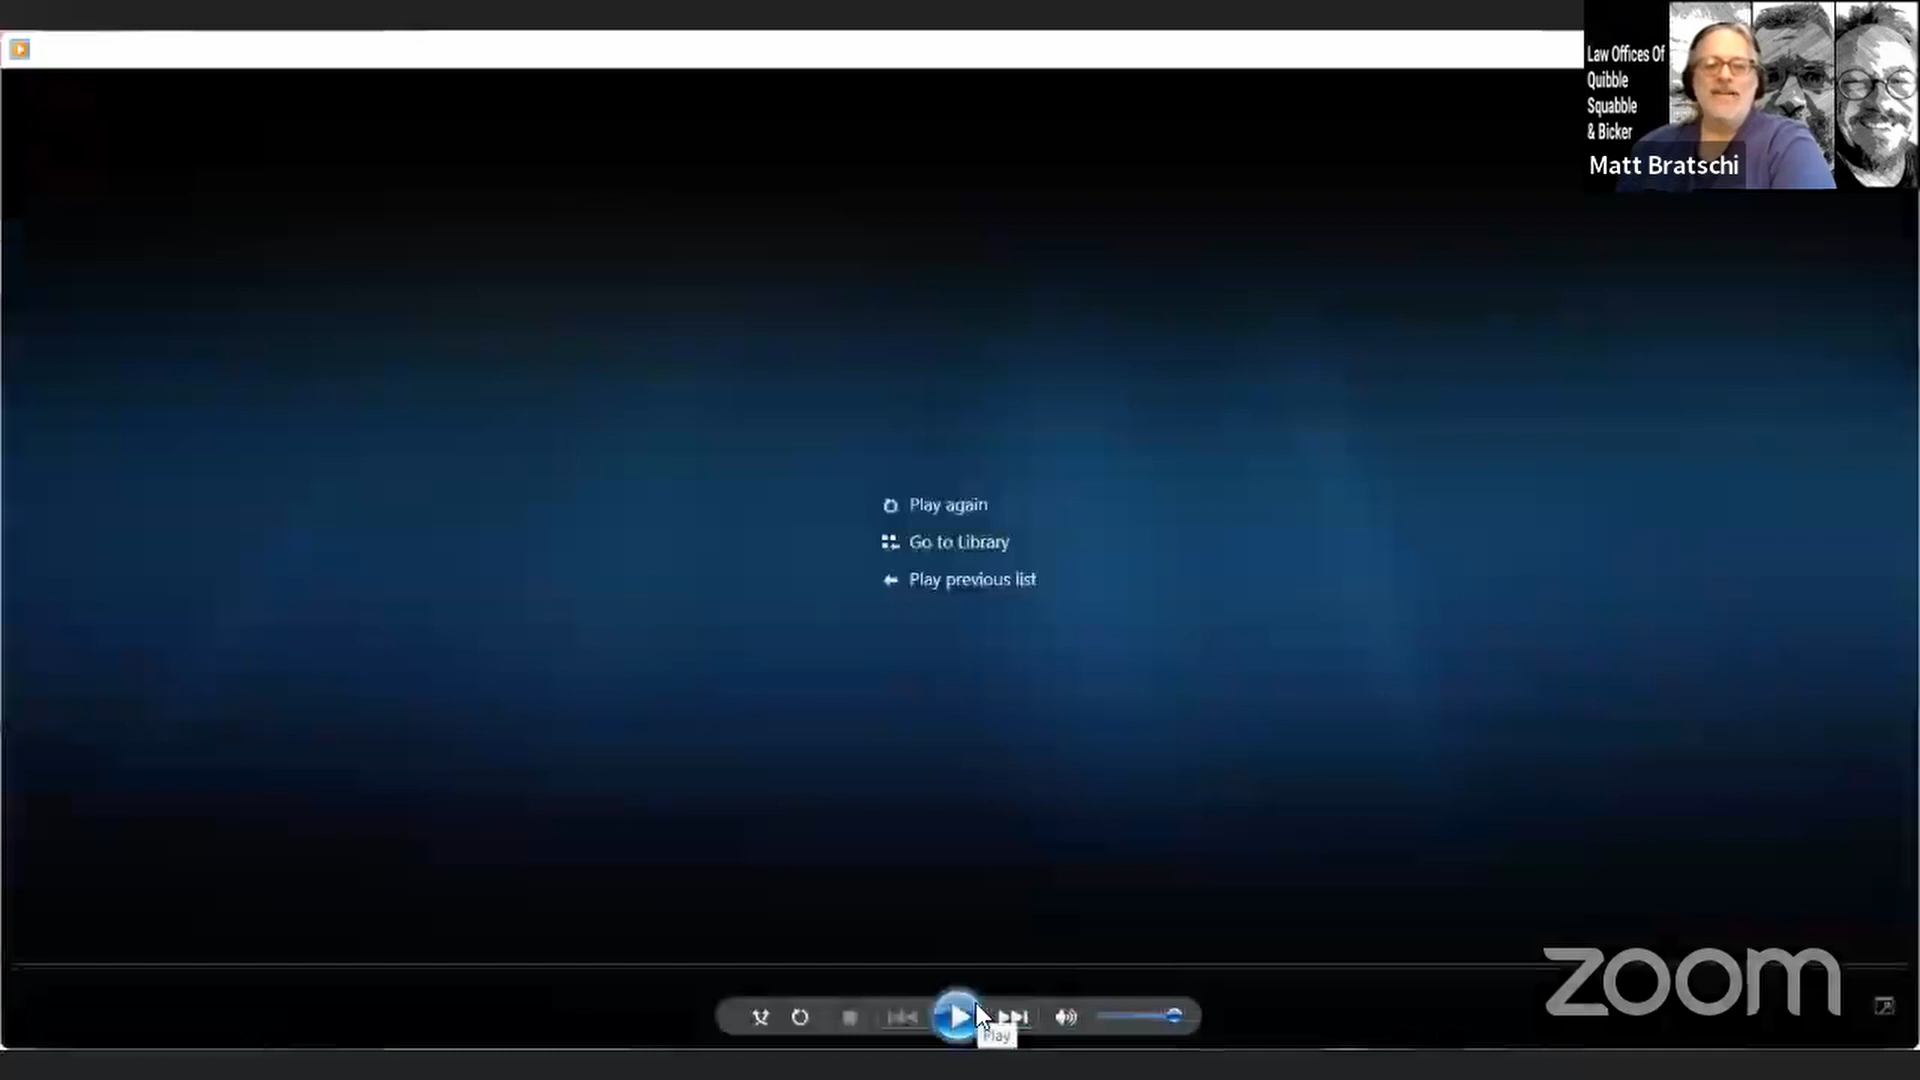 Law Offices Of
Quibble
Squabble
& Bicker
Matt Bratschi
Play again
Go to Library
Play previous list
zoom
Play